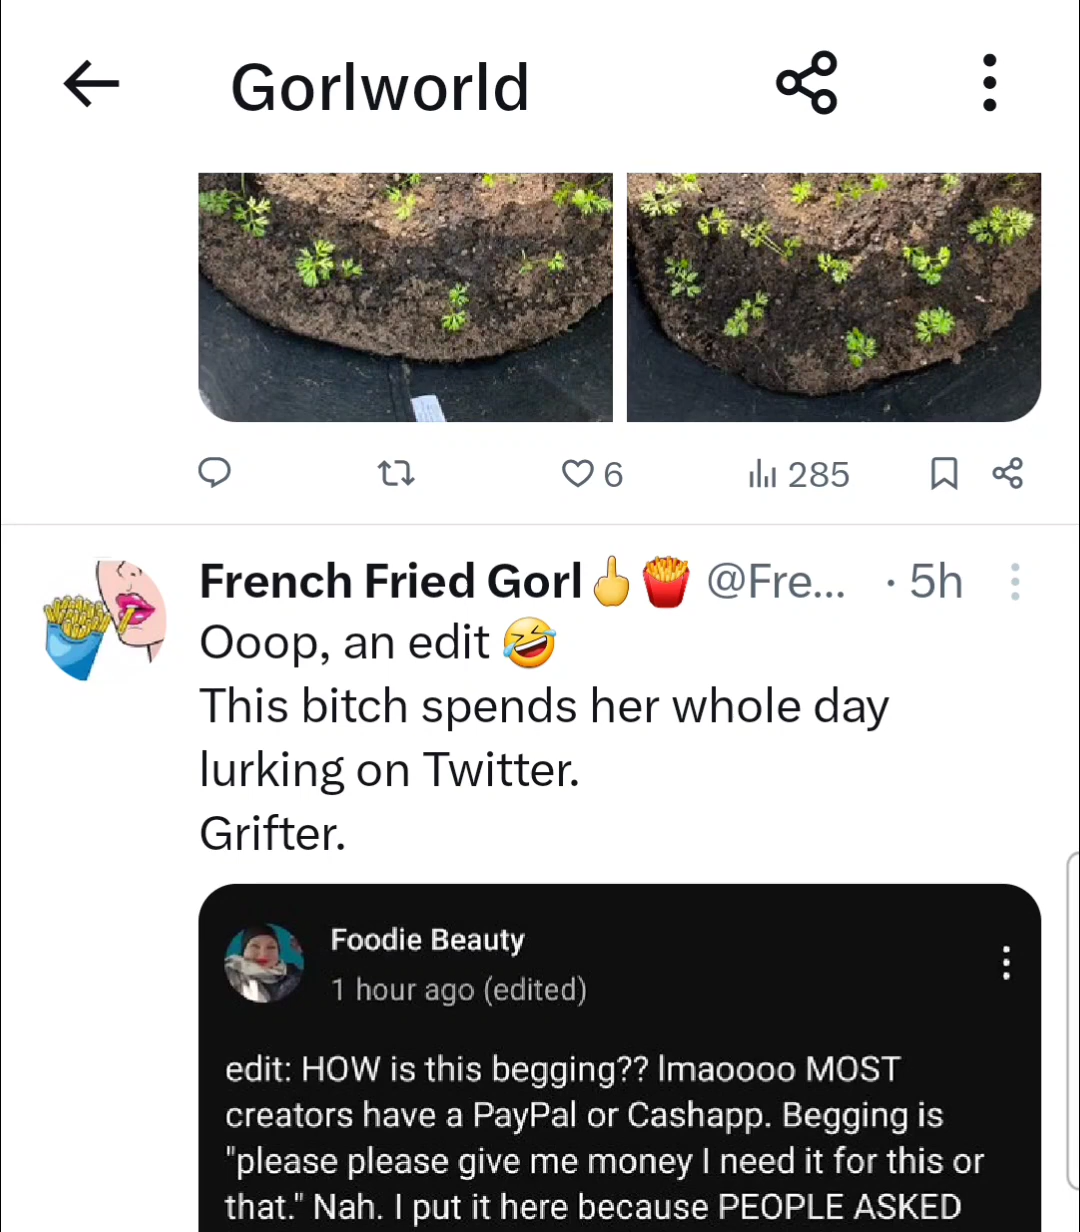 Gorlworld
6
285
French Fried Gorl🖕🍟 @Fre... · 5h
Ooop, an edit 🤣
This bitch spends her whole day
lurking on Twitter.
Grifter.
Foodie Beauty
1 hour ago (edited)
edit: HOW is this begging?? lmaoooo MOST
creators have a PayPal or Cashapp. Begging is
"please please give me money I need it for this or
that." Nah. I put it here because PEOPLE ASKED